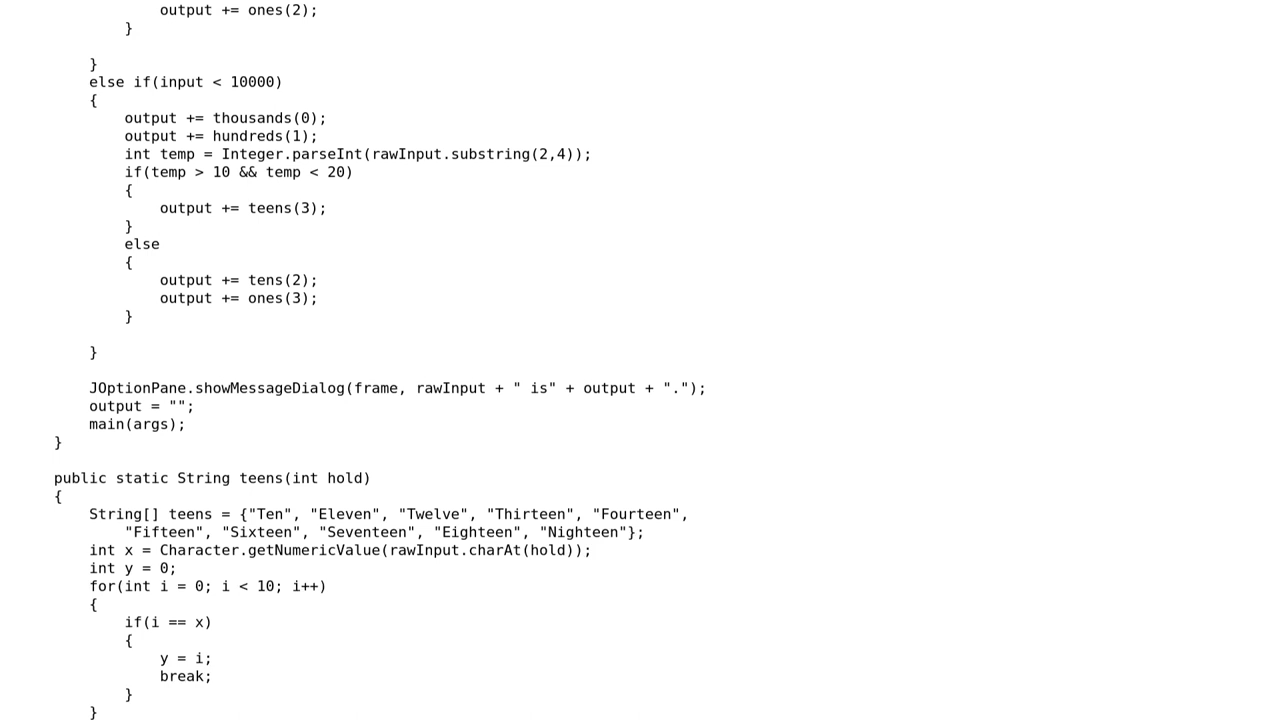 output += ones(2);
        }

    }
    else if(input < 10000)
    {
        output += thousands(0);
        output += hundreds(1);
        int temp = Integer.parseInt(rawInput.substring(2,4));
        if(temp > 10 && temp < 20)
        {
            output += teens(3);
        }
        else
        {
            output += tens(2);
            output += ones(3);
        }

    }

    JOptionPane.showMessageDialog(frame, rawInput + " is" + output + ".");
    output = "";
    main(args);
}

public static String teens(int hold)
{
    String[] teens = {"Ten", "Eleven", "Twelve", "Thirteen", "Fourteen",
        "Fifteen", "Sixteen", "Seventeen", "Eighteen", "Nighteen"};
    int x = Character.getNumericValue(rawInput.charAt(hold));
    int y = 0;
    for(int i = 0; i < 10; i++)
    {
        if(i == x)
        {
            y = i;
            break;
        }
    }